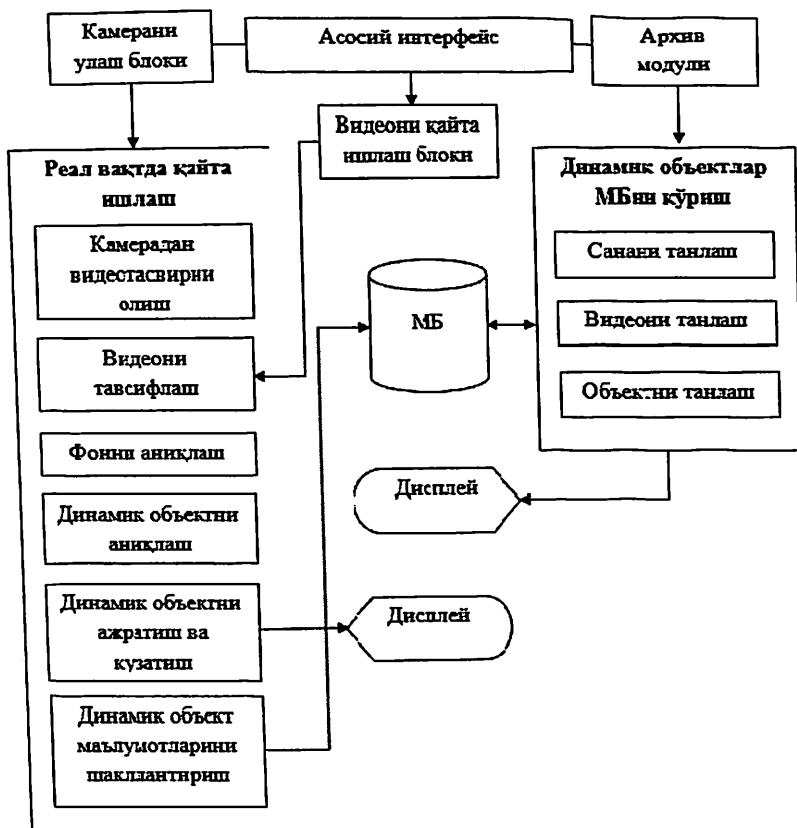 Камерани
улаш блоки
Асосий интерфейс
Архив
модули
Видеони қайта
ишлаш блоки
Реал вақтда қайта
ишлаш
Камерадан
видеотасвирни
олиш
Видеони
тавсифлаш
Фонни аниқлаш
Динамик объектни
аниқлаш
Динамик объектни
ажратиш ва
кузатиш
Динамик объект
маълумотларини
шакллантириш
МБ
Динамик объектлар
МБни кўриш
Санани танлаш
Видеони танлаш
Объектни танлаш
Дисплей
Дисплей